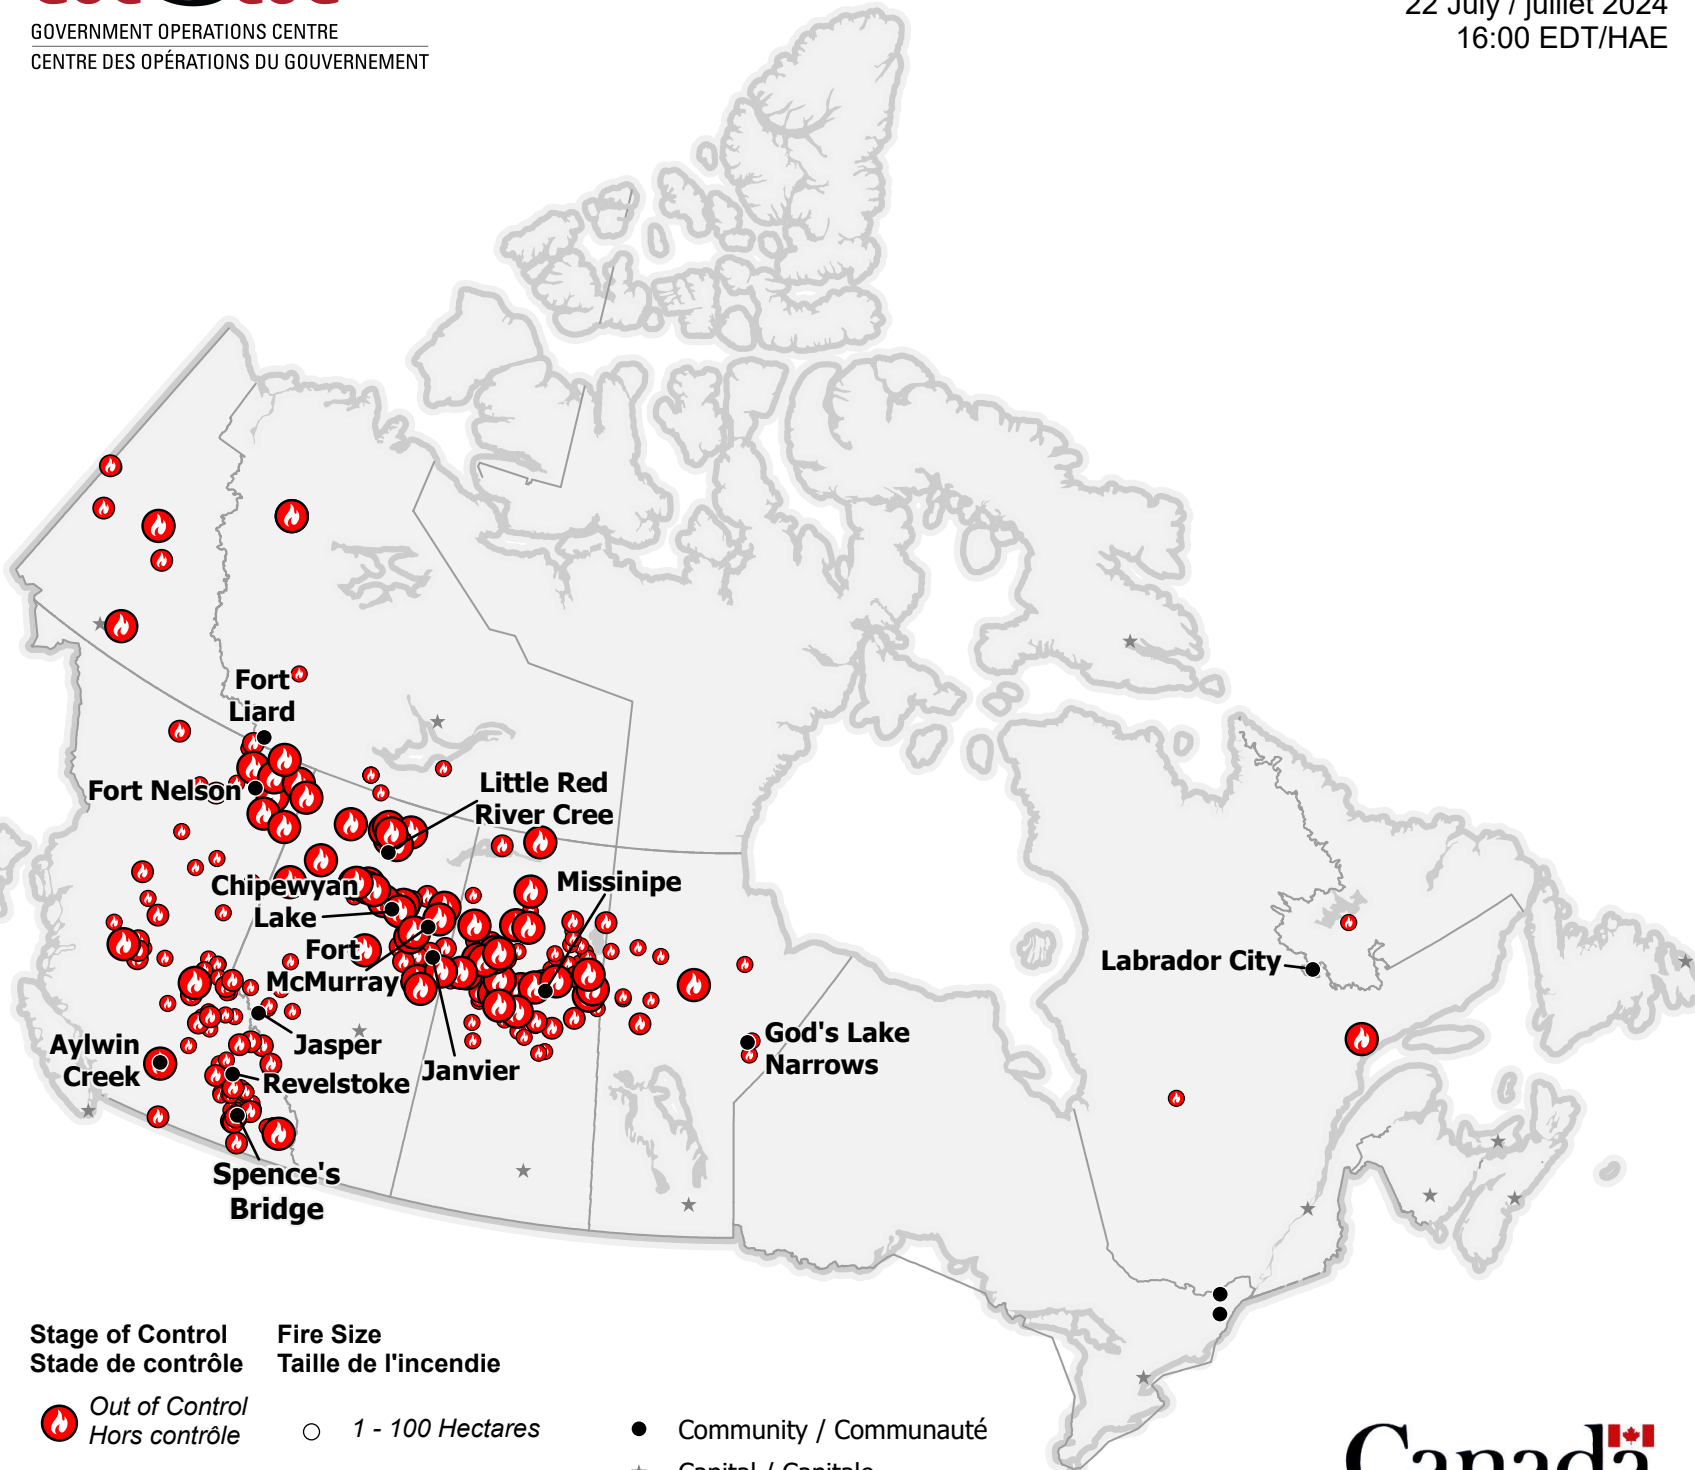 GOVERNMENT OPERATIONS CENTRE
CENTRE DES OPÉRATIONS DU GOUVERNEMENT
22 July / juillet 2024
16:00 EDT/HAE
Fort
Liard
Fort Nelson
Little Red
River Cree
Chipewyan
Lake
Missinipe
Fort
McMurray
Labrador City
Aylwin
Creek
Jasper
Revelstoke
Janvier
God's Lake
Narrows
Spence's
Bridge
Stage of Control
Stade de contrôle
Fire Size
Taille de l'incendie
Out of Control
Hors contrôle
1 - 100 Hectares
Community / Communauté
Capital / Capitale
Canada